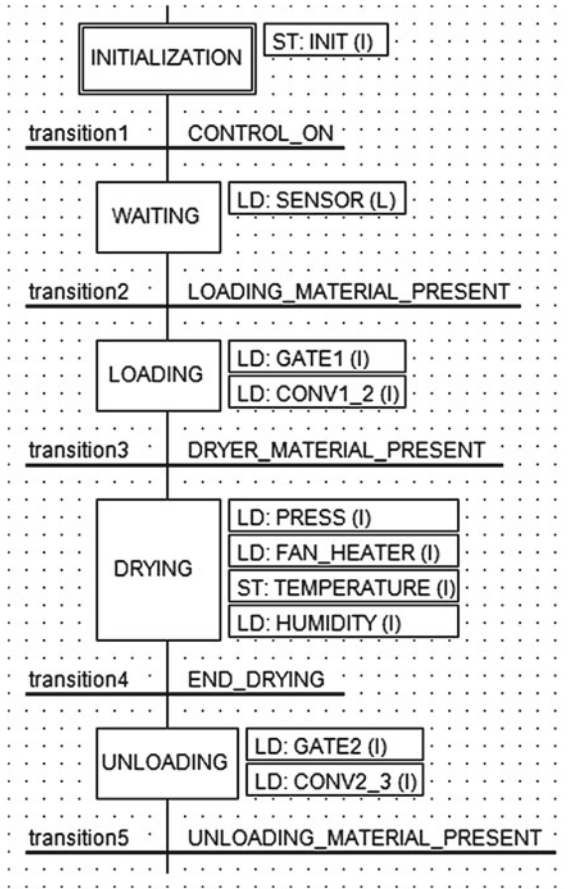 INITIALIZATION ST: INIT (I)
transition1 CONTROL_ON
WAITING LD: SENSOR (L)
transition2 LOADING_MATERIAL_PRESENT
LOADING LD: GATE1 (I)
LD: CONV1_2 (I)
transition3 DRYER_MATERIAL_PRESENT
LD: PRESS (I)
LD: FAN_HEATER (I)
DRYING ST: TEMPERATURE (I)
LD: HUMIDITY (I)
transition4 END_DRYING
UNLOADING LD: GATE2 (I)
LD: CONV2_3 (I)
transition5 UNLOADING_MATERIAL_PRESENT